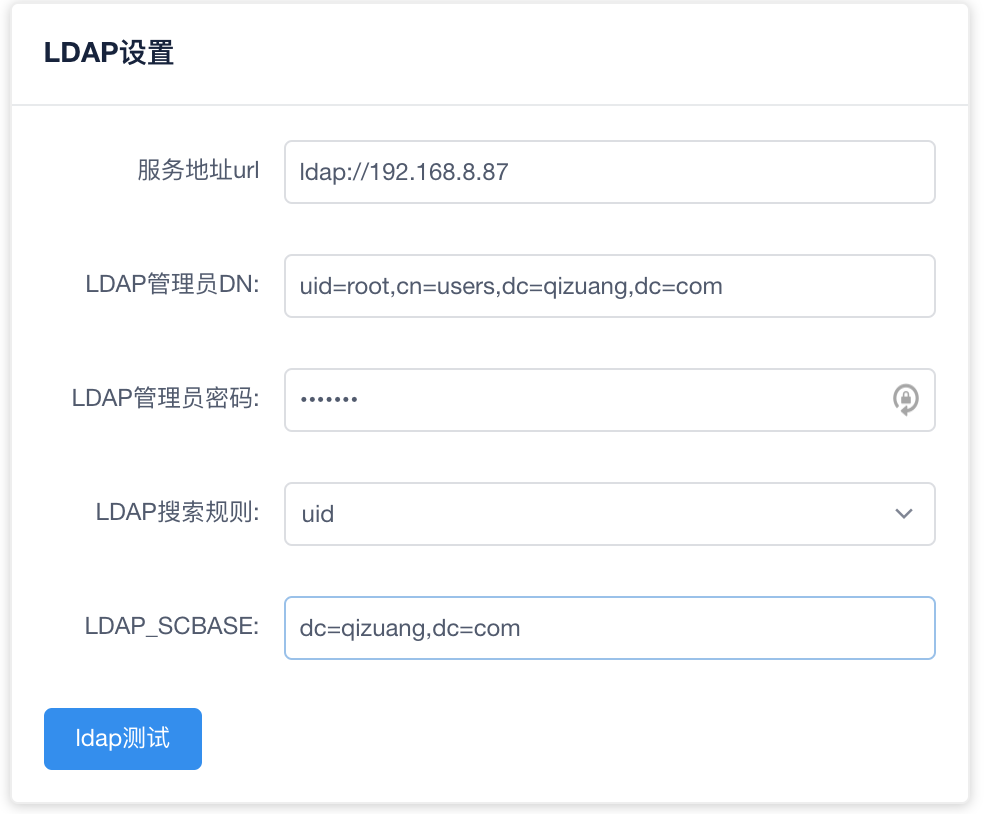 LDAP设置
服务地址url
ldap://192.168.8.87
LDAP管理员DN:
uid=root,cn=users,dc=qizuang,dc=com
LDAP管理员密码:
•••••••
LDAP搜索规则:
uid
LDAP_SCBASE:
dc=qizuang,dc=com
ldap测试